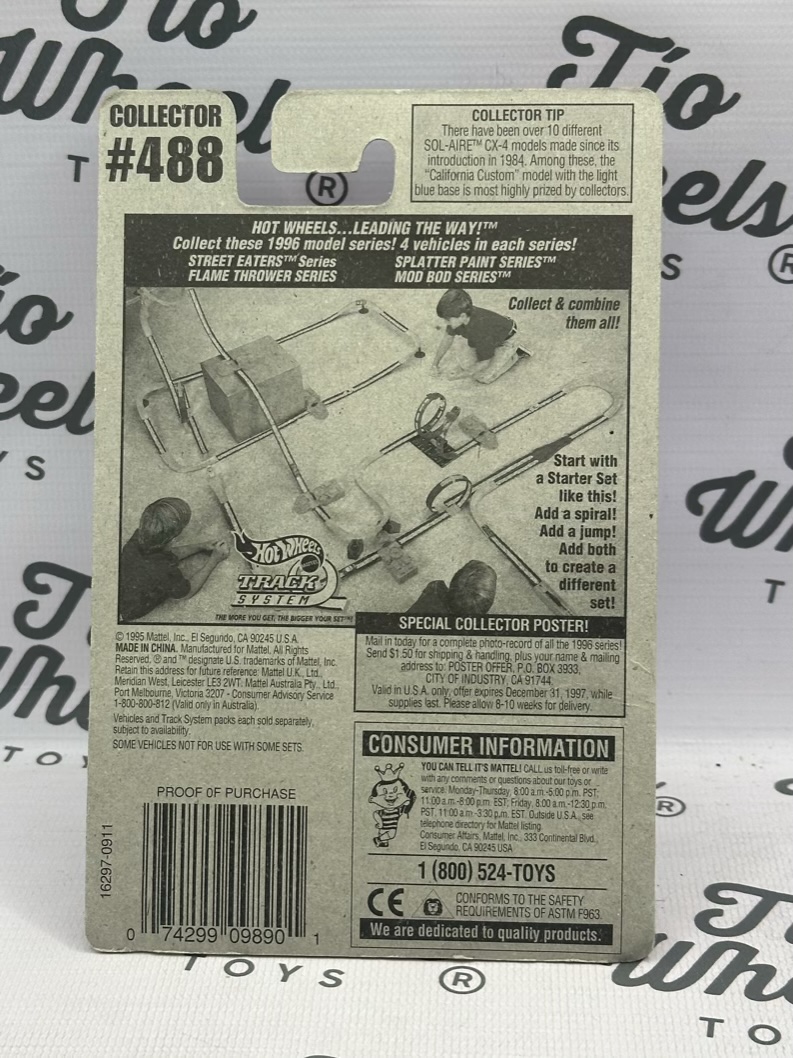 COLLECTOR
#488
COLLECTOR TIP
There have been over 10 different
SOL-AIRE™ CX-4 models made since its
introduction in 1984. Among these, the
"California Custom" model with the light
blue base is most highly prized by collectors.
HOT WHEELS...LEADING THE WAY!™
Collect these 1996 model series! 4 vehicles in each series!
STREET EATERS™ Series SPLATTER PAINT SERIES™
FLAME THROWER SERIES MOD BOD SERIES™
Collect & combine
them all!
Start with
a Starter Set
like this!
Add a spiral!
Add a jump!
Add both
to create a
different
set!
Hot Wheels
TRACK
SYSTEM
THE MORE YOU GET, THE BIGGER YOUR SET™!
© 1995 Mattel, Inc., El Segundo, CA 90245 U.S.A.
MADE IN CHINA. Manufactured for Mattel. All Rights
Reserved. ® and ™ designate U.S. trademarks of Mattel, Inc.
Retain this address for future reference: Mattel U.K., Ltd.,
Meridian West, Leicester LE3 2WT. Mattel Australia Pty., Ltd.,
Port Melbourne, Victoria 3207 - Consumer Advisory Service
1-800-800-812 (Valid only in Australia).
Vehicles and Track System packs each sold separately,
subject to availability.
SOME VEHICLES NOT FOR USE WITH SOME SETS.
SPECIAL COLLECTOR POSTER!
Mail in today for a complete photo-record of all the 1996 series!
Send $1.50 for shipping & handling, plus your name & mailing
address to: POSTER OFFER, P.O. BOX 3933,
CITY OF INDUSTRY, CA 91744.
Valid in U.S.A. only, offer expires December 31, 1997, while
supplies last. Please allow 8-10 weeks for delivery.
CONSUMER INFORMATION
YOU CAN TELL IT'S MATTEL! CALL us toll-free or write
with any comments or questions about our toys or
service. Monday-Thursday, 8:00 a.m.-5:00 p.m. PST;
11:00 a.m.-8:00 p.m. EST; Friday, 8:00 a.m.-12:30 p.m.
PST, 11:00 a.m.-3:30 p.m. EST. Outside U.S.A., see
telephone directory for Mattel listing.
Consumer Affairs, Mattel, Inc., 333 Continental Blvd.,
El Segundo, CA 90245 USA
1 (800) 524-TOYS
CE
CONFORMS TO THE SAFETY
REQUIREMENTS OF ASTM F963.
We are dedicated to quality products.
PROOF OF PURCHASE
16297-0911
0 74299 09890 1
Tío
Wheels
TOYS ®